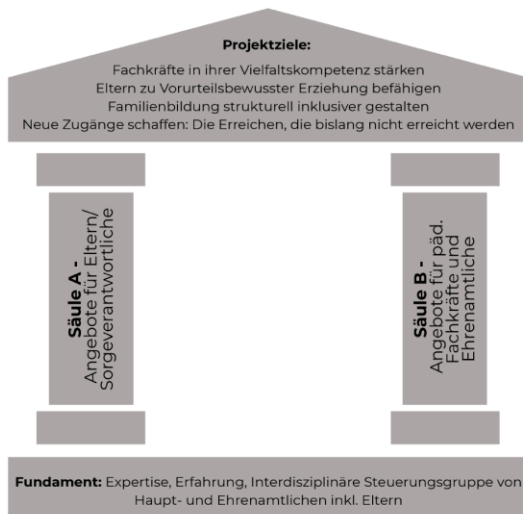 Projektziele:
Fachkräfte in ihrer Vielfaltskompetenz stärken
Eltern zu Vorurteilsbewusster Erziehung befähigen
Familienbildung strukturell inklusiver gestalten
Neue Zugänge schaffen: Die Erreichen, die bislang nicht erreicht werden
Säule A -
Angebote für Eltern/
Sorgeverantwortliche
Säule B -
Angebote für päd.
Fachkräfte und
Ehrenamtliche
Fundament: Expertise, Erfahrung, Interdisziplinäre Steuerungsgruppe von
Haupt- und Ehrenamtlichen inkl. Eltern